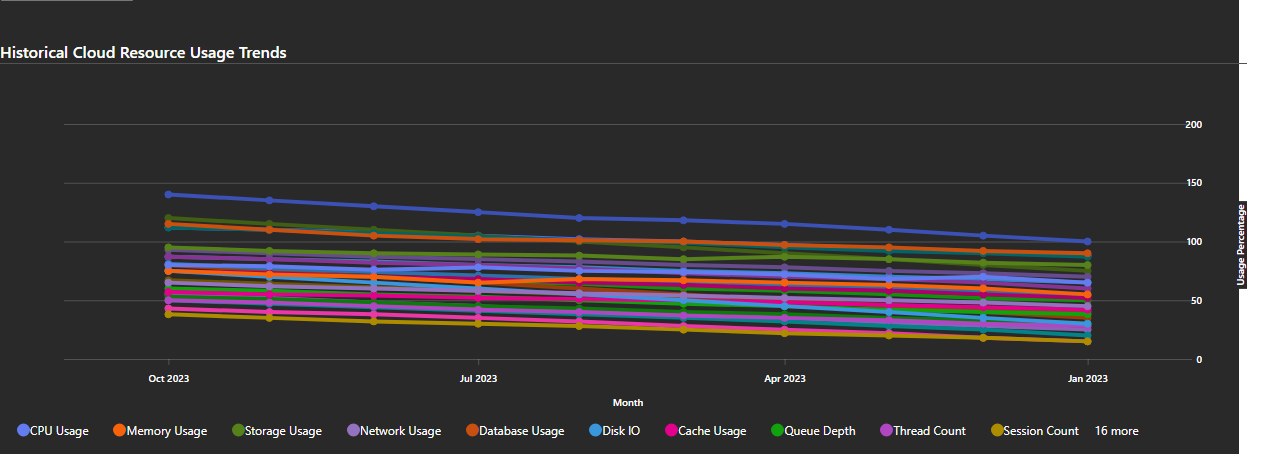 Historical Cloud Resource Usage Trends
200
150
100
50
0
Usage Percentage
Oct 2023 Jul 2023 Apr 2023 Jan 2023
Month
CPU Usage Memory Usage Storage Usage Network Usage Database Usage Disk IO Cache Usage Queue Depth Thread Count Session Count 16 more